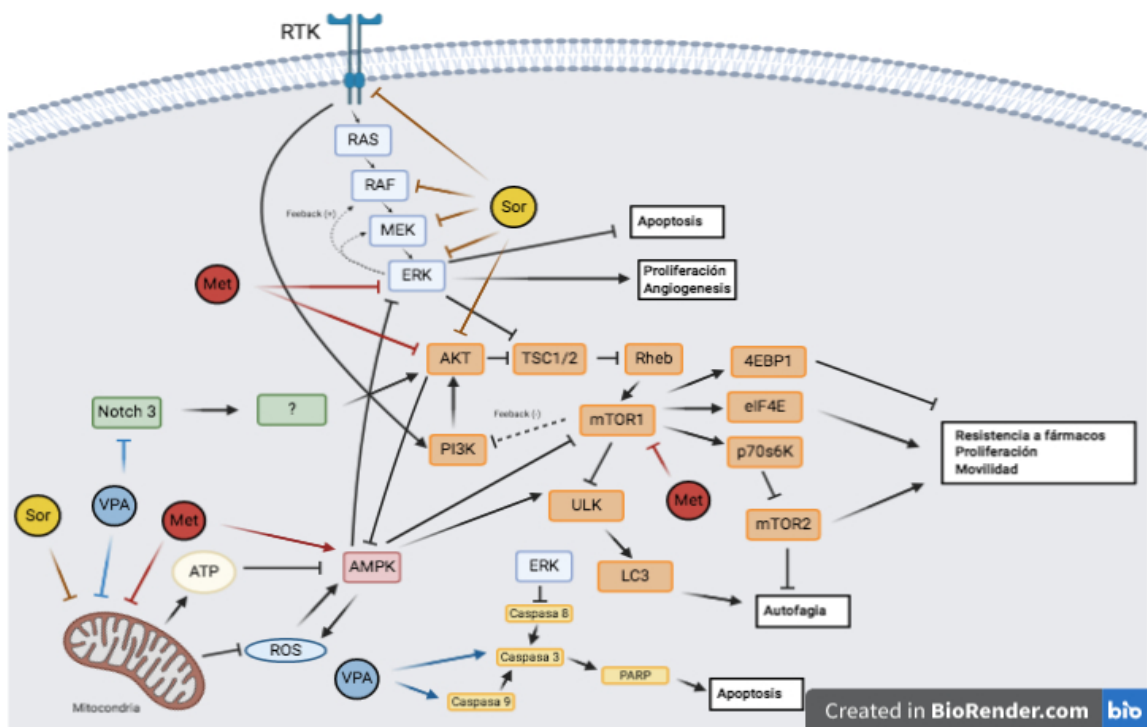 RTK
RAS
RAF
Feeback (+)
MEK
Sor
ERK
Apoptosis
Proliferación
Angiogenesis
Met
AKT
TSC1/2
Rheb
4EBP1
Notch 3
?
Feeback (-)
mTOR1
eIF4E
PI3K
p70s6K
Resistencia a fármacos
Proliferación
Movilidad
Sor
VPA
Met
ULK
Met
mTOR2
ATP
AMPK
ERK
LC3
Caspasa 8
Autofagia
ROS
Caspasa 3
VPA
PARP
Caspasa 9
Apoptosis
Mitocondria
Created in BioRender.com bio